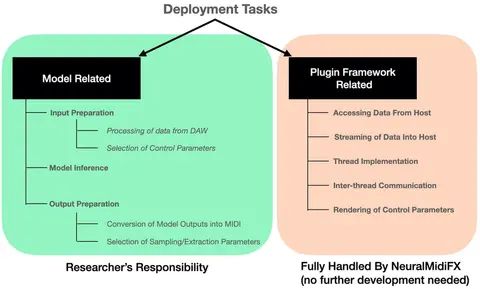 Deployment Tasks
Model Related
Input Preparation
Processing of data from DAW
Selection of Control Parameters
Model Inference
Output Preparation
Conversion of Model Outputs into MIDI
Selection of Sampling/Extraction Parameters
Researcher's Responsibility
Plugin Framework
Related
Accessing Data From Host
Streaming of Data Into Host
Thread Implementation
Inter-thread Communication
Rendering of Control Parameters
Fully Handled By NeuralMidiFX
(no further development needed)